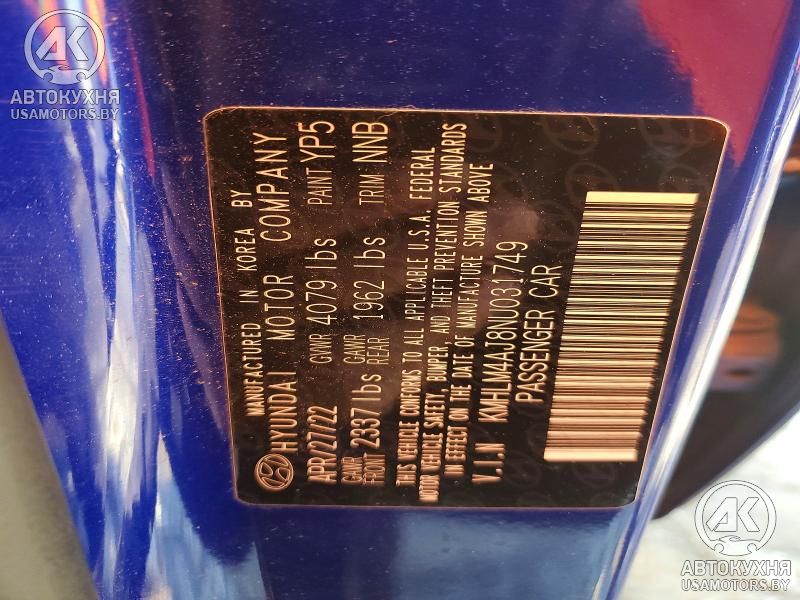 AK
АВТОКУХНЯ
USAMOTORS.BY
MANUFACTURED IN KOREA BY
HYUNDAI MOTOR COMPANY
APR/27/22 GVWR 4079 lbs PAINT YP5
GAWR FRONT 2337 lbs GAWR REAR 1962 lbs TRIM NNB
THIS VEHICLE CONFORMS TO ALL APPLICABLE U.S.A. FEDERAL
MOTOR VEHICLE SAFETY, BUMPER, AND THEFT PREVENTION STANDARDS
IN EFFECT ON THE DATE OF MANUFACTURE SHOWN ABOVE
V.I.N KMHLN4AJ8NU031749
PASSENGER CAR
AK
АВТОКУХНЯ
USAMOTORS.BY